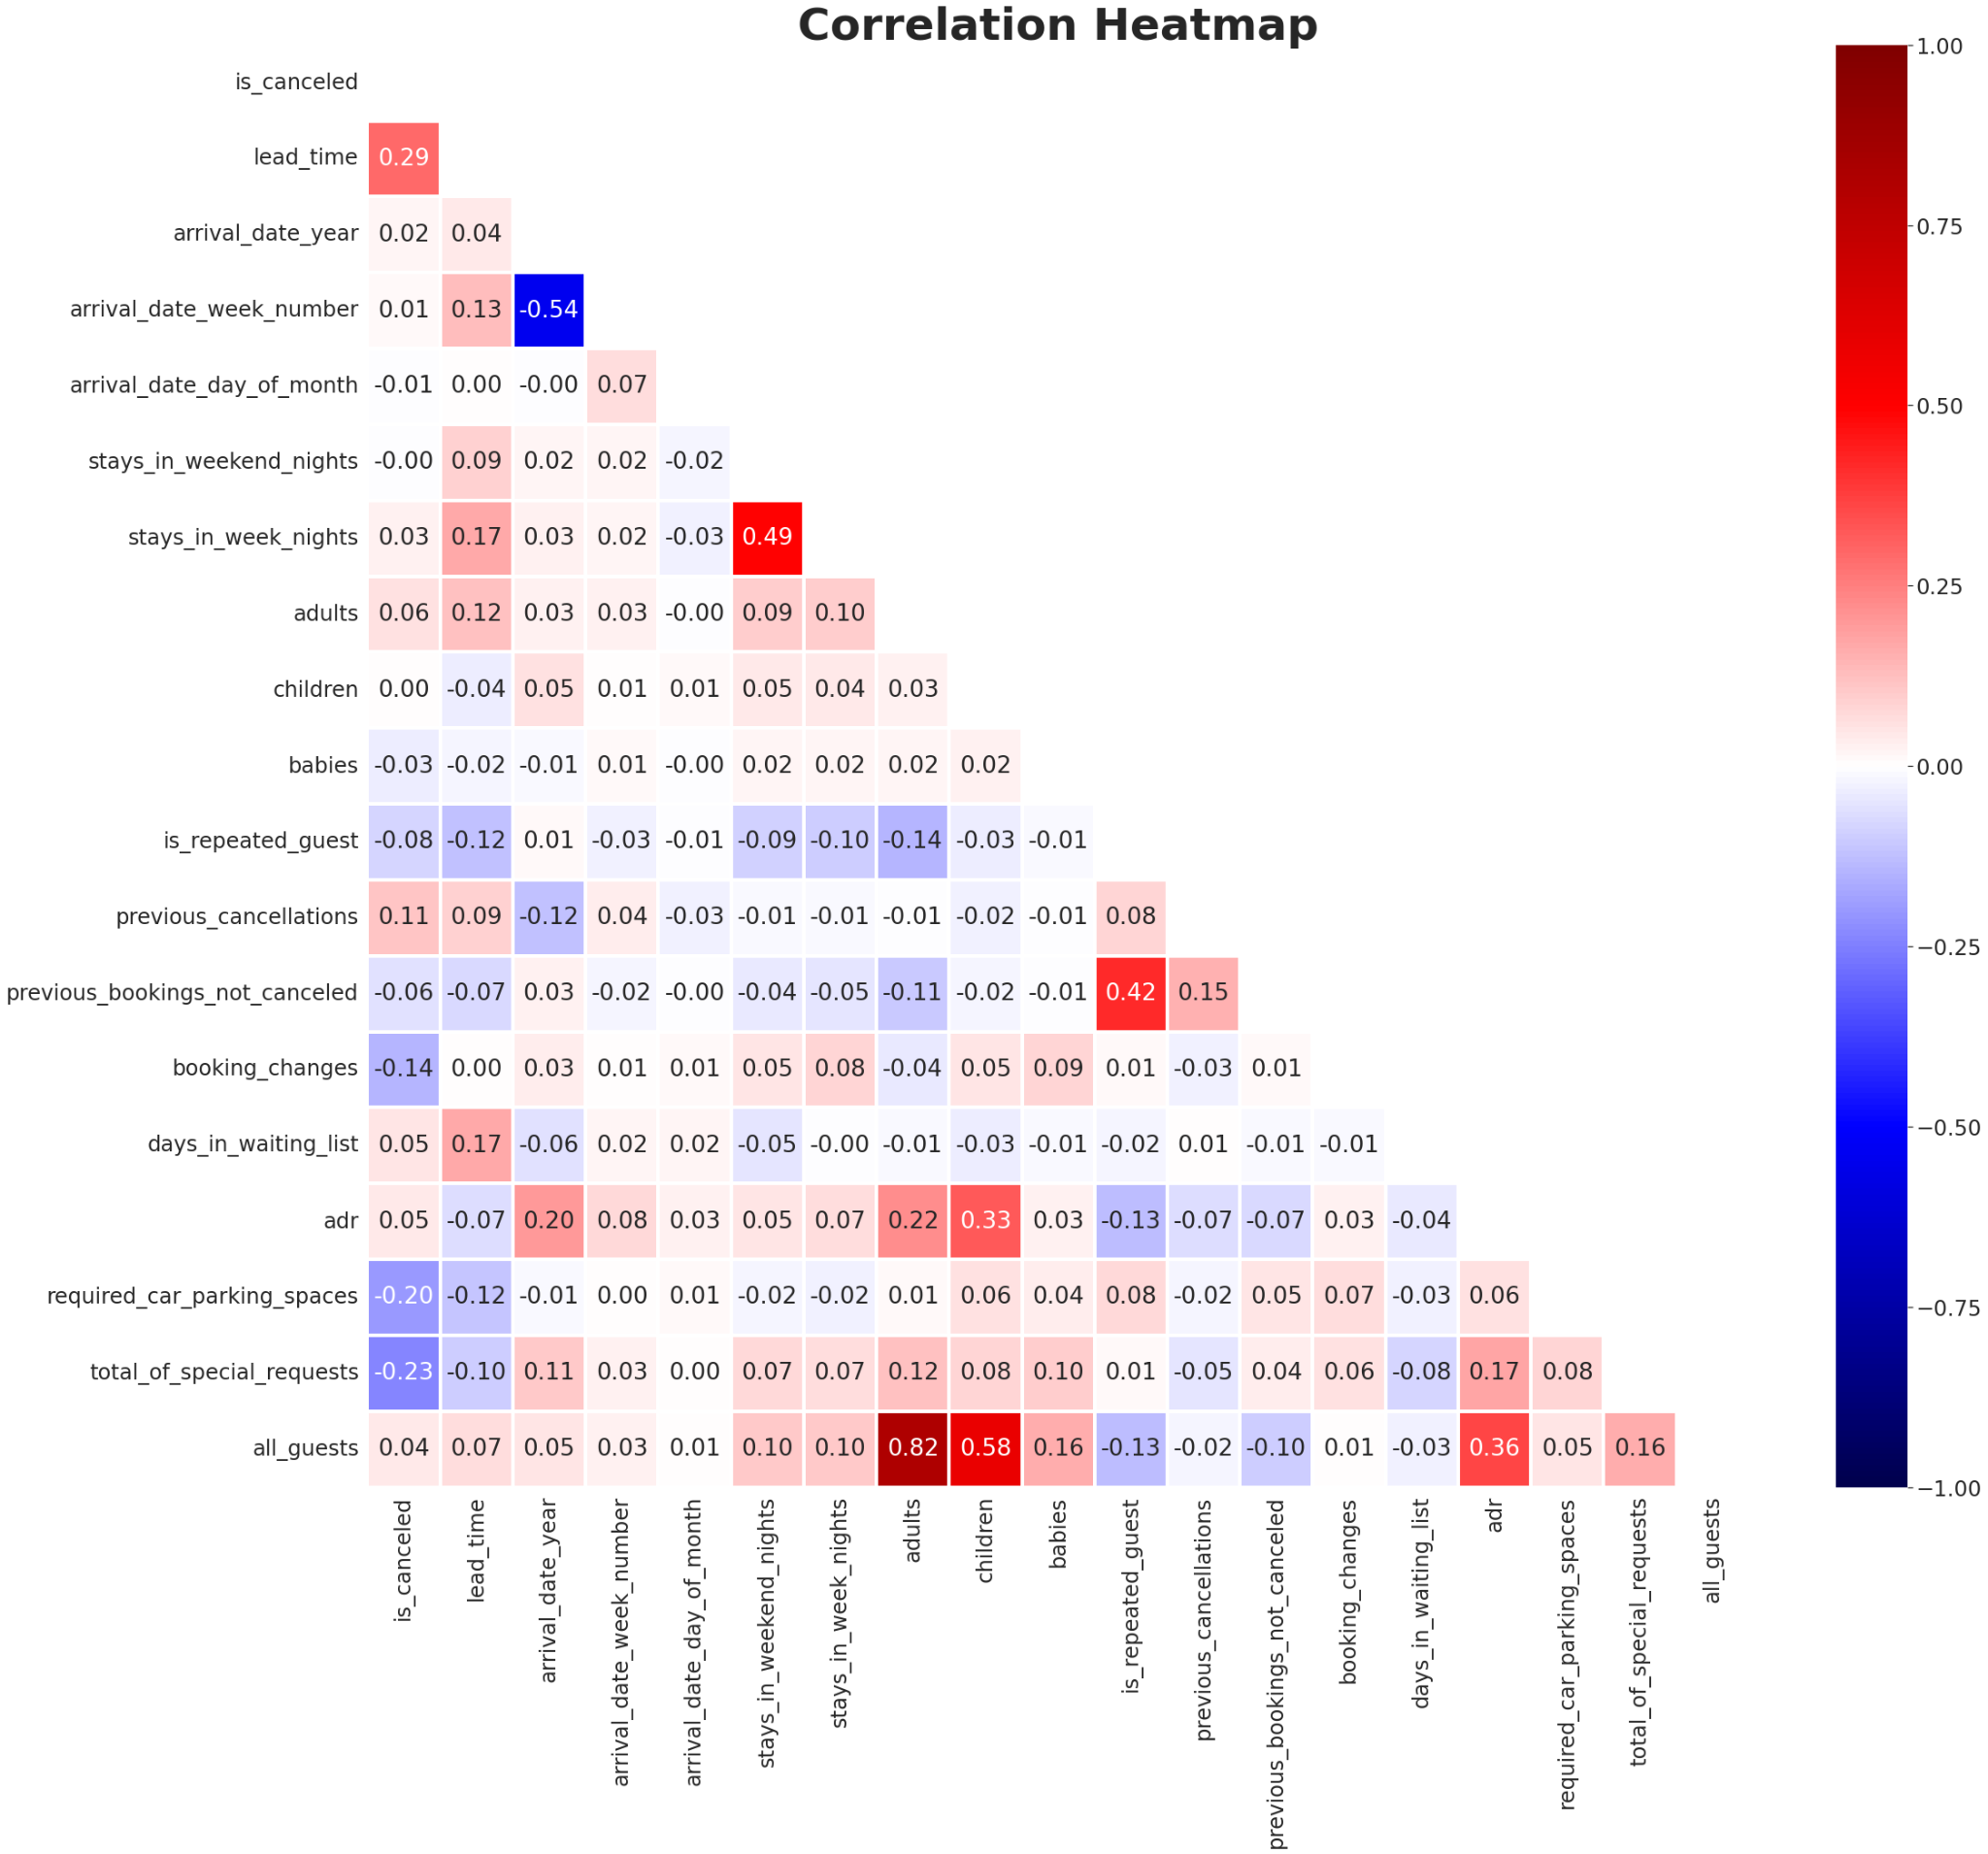 Correlation Heatmap
is_canceled
lead_time 0.29
arrival_date_year 0.02 0.04
arrival_date_week_number 0.01 0.13 -0.54
arrival_date_day_of_month -0.01 0.00 -0.00 0.07
stays_in_weekend_nights -0.00 0.09 0.02 0.02 -0.02
stays_in_week_nights 0.03 0.17 0.03 0.02 -0.03 0.49
adults 0.06 0.12 0.03 0.03 -0.00 0.09 0.10
children 0.00 -0.04 0.05 0.01 0.01 0.05 0.04 0.03
babies -0.03 -0.02 -0.01 0.01 -0.00 0.02 0.02 0.02 0.02
is_repeated_guest -0.08 -0.12 0.01 -0.03 -0.01 -0.09 -0.10 -0.14 -0.03 -0.01
previous_cancellations 0.11 0.09 -0.12 0.04 -0.03 -0.01 -0.01 -0.01 -0.02 -0.01 0.08
previous_bookings_not_canceled -0.06 -0.07 0.03 -0.02 -0.00 -0.04 -0.05 -0.11 -0.02 -0.01 0.42 0.15
booking_changes -0.14 0.00 0.03 0.01 0.01 0.05 0.08 -0.04 0.05 0.09 0.01 -0.03 0.01
days_in_waiting_list 0.05 0.17 -0.06 0.02 0.02 -0.05 -0.00 -0.01 -0.03 -0.01 -0.02 0.01 -0.01 -0.01
adr 0.05 -0.07 0.20 0.08 0.03 0.05 0.07 0.22 0.33 0.03 -0.13 -0.07 -0.07 0.03 -0.04
required_car_parking_spaces -0.20 -0.12 -0.01 0.00 0.01 -0.02 -0.02 0.01 0.06 0.04 0.08 -0.02 0.05 0.07 -0.03 0.06
total_of_special_requests -0.23 -0.10 0.11 0.03 0.00 0.07 0.07 0.12 0.08 0.10 0.01 -0.05 0.04 0.06 -0.08 0.17 0.08
all_guests 0.04 0.07 0.05 0.03 0.01 0.10 0.10 0.82 0.58 0.16 -0.13 -0.02 -0.10 0.01 -0.03 0.36 0.05 0.16
is_canceled
lead_time
arrival_date_year
arrival_date_week_number
arrival_date_day_of_month
stays_in_weekend_nights
stays_in_week_nights
adults
children
babies
is_repeated_guest
previous_cancellations
previous_bookings_not_canceled
booking_changes
days_in_waiting_list
adr
required_car_parking_spaces
total_of_special_requests
all_guests
1.00
0.75
0.50
0.25
0.00
−0.25
−0.50
−0.75
−1.00